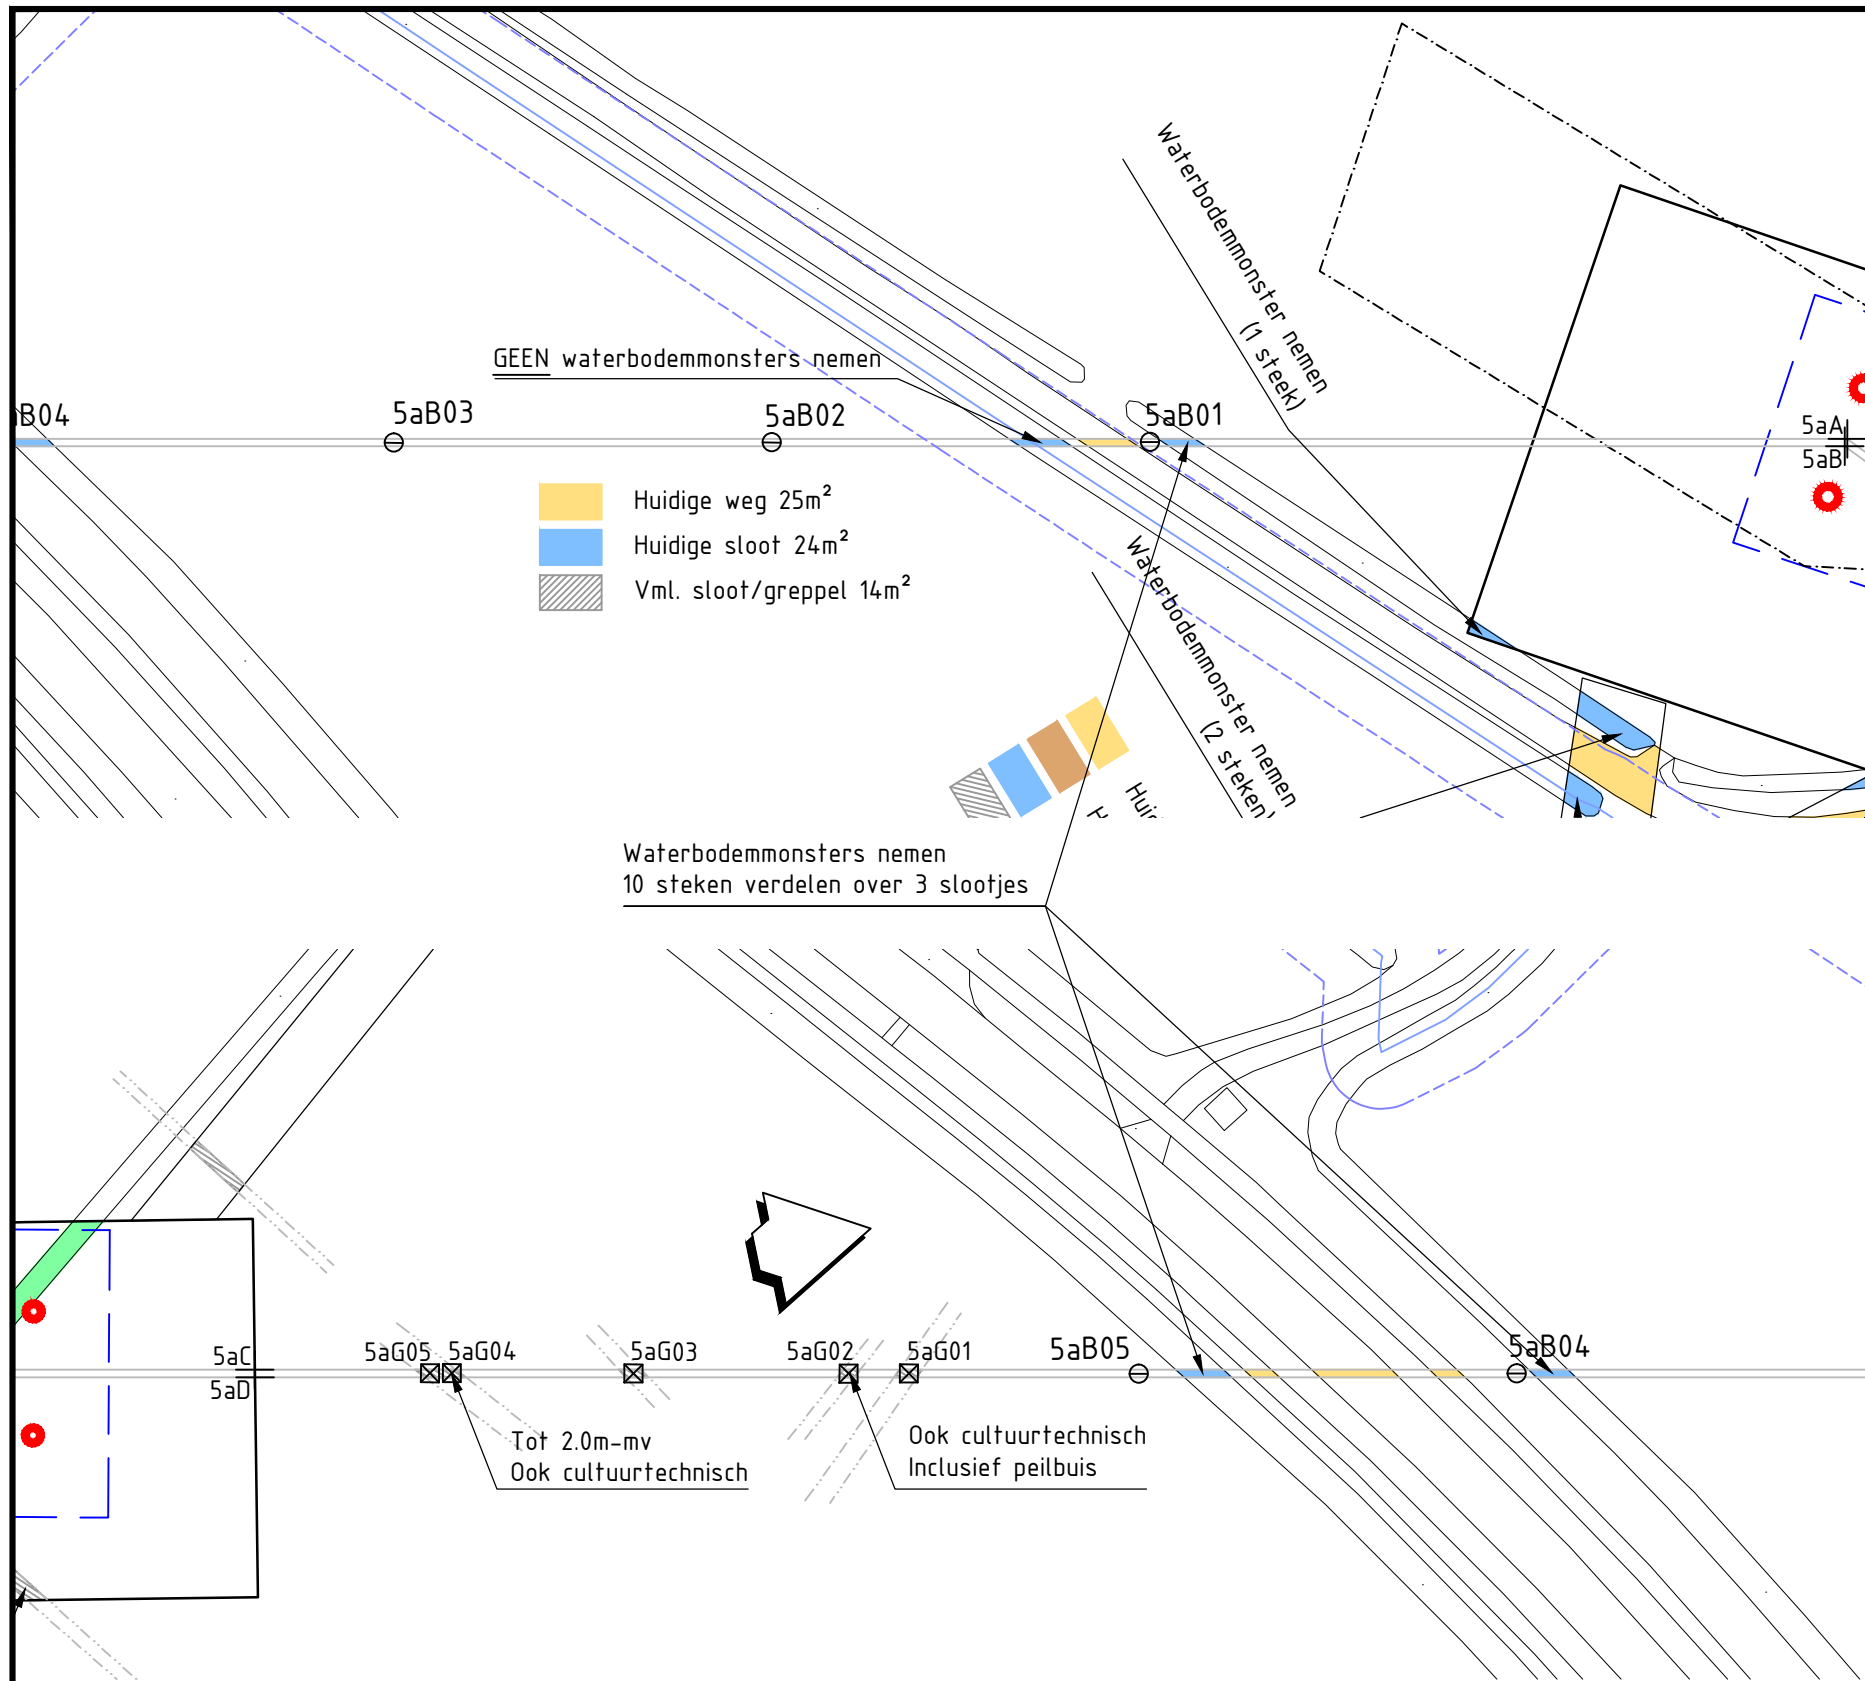 Waterbodemmonster nemen
(1 steek)
GEEN waterbodemmonsters nemen
B04
5aB03
5aB02
5aB01
5aA
5aB
Huidige weg 25m²
Huidige sloot 24m²
Vml. sloot/greppel 14m²
Waterbodemmonster nemen
(2 steken)
Waterbodemmonsters nemen
10 steken verdelen over 3 slootjes
5aC
5aD
5aG05
5aG04
5aG03
5aG02
5aG01
5aB05
5aB04
Tot 2.0m-mv
Ook cultuurtechnisch
Ook cultuurtechnisch
Inclusief peilbuis